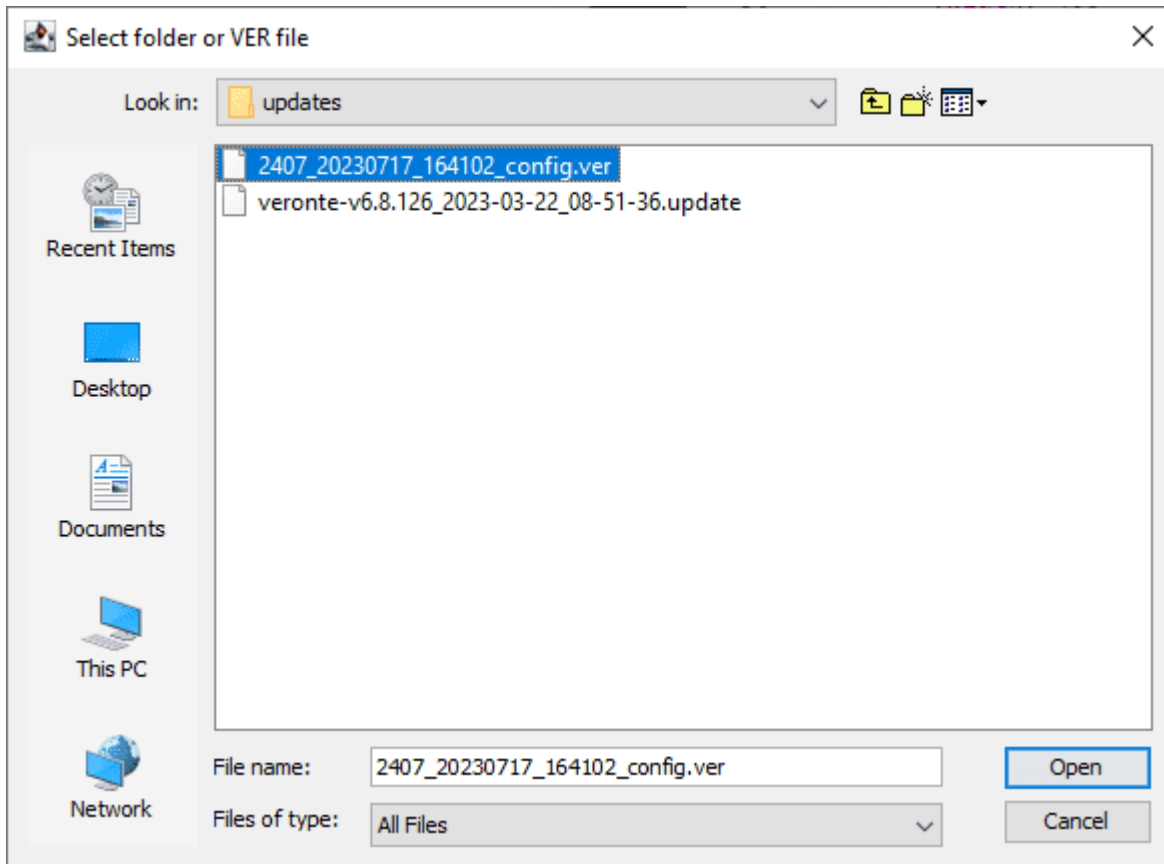 Select folder or VER file
Look in: updates
2407_20230717_164102_config.ver
veronte-v6.8.126_2023-03-22_08-51-36.update
Recent Items
Desktop
Documents
This PC
Network
File name: 2407_20230717_164102_config.ver Open
Files of type: All Files Cancel